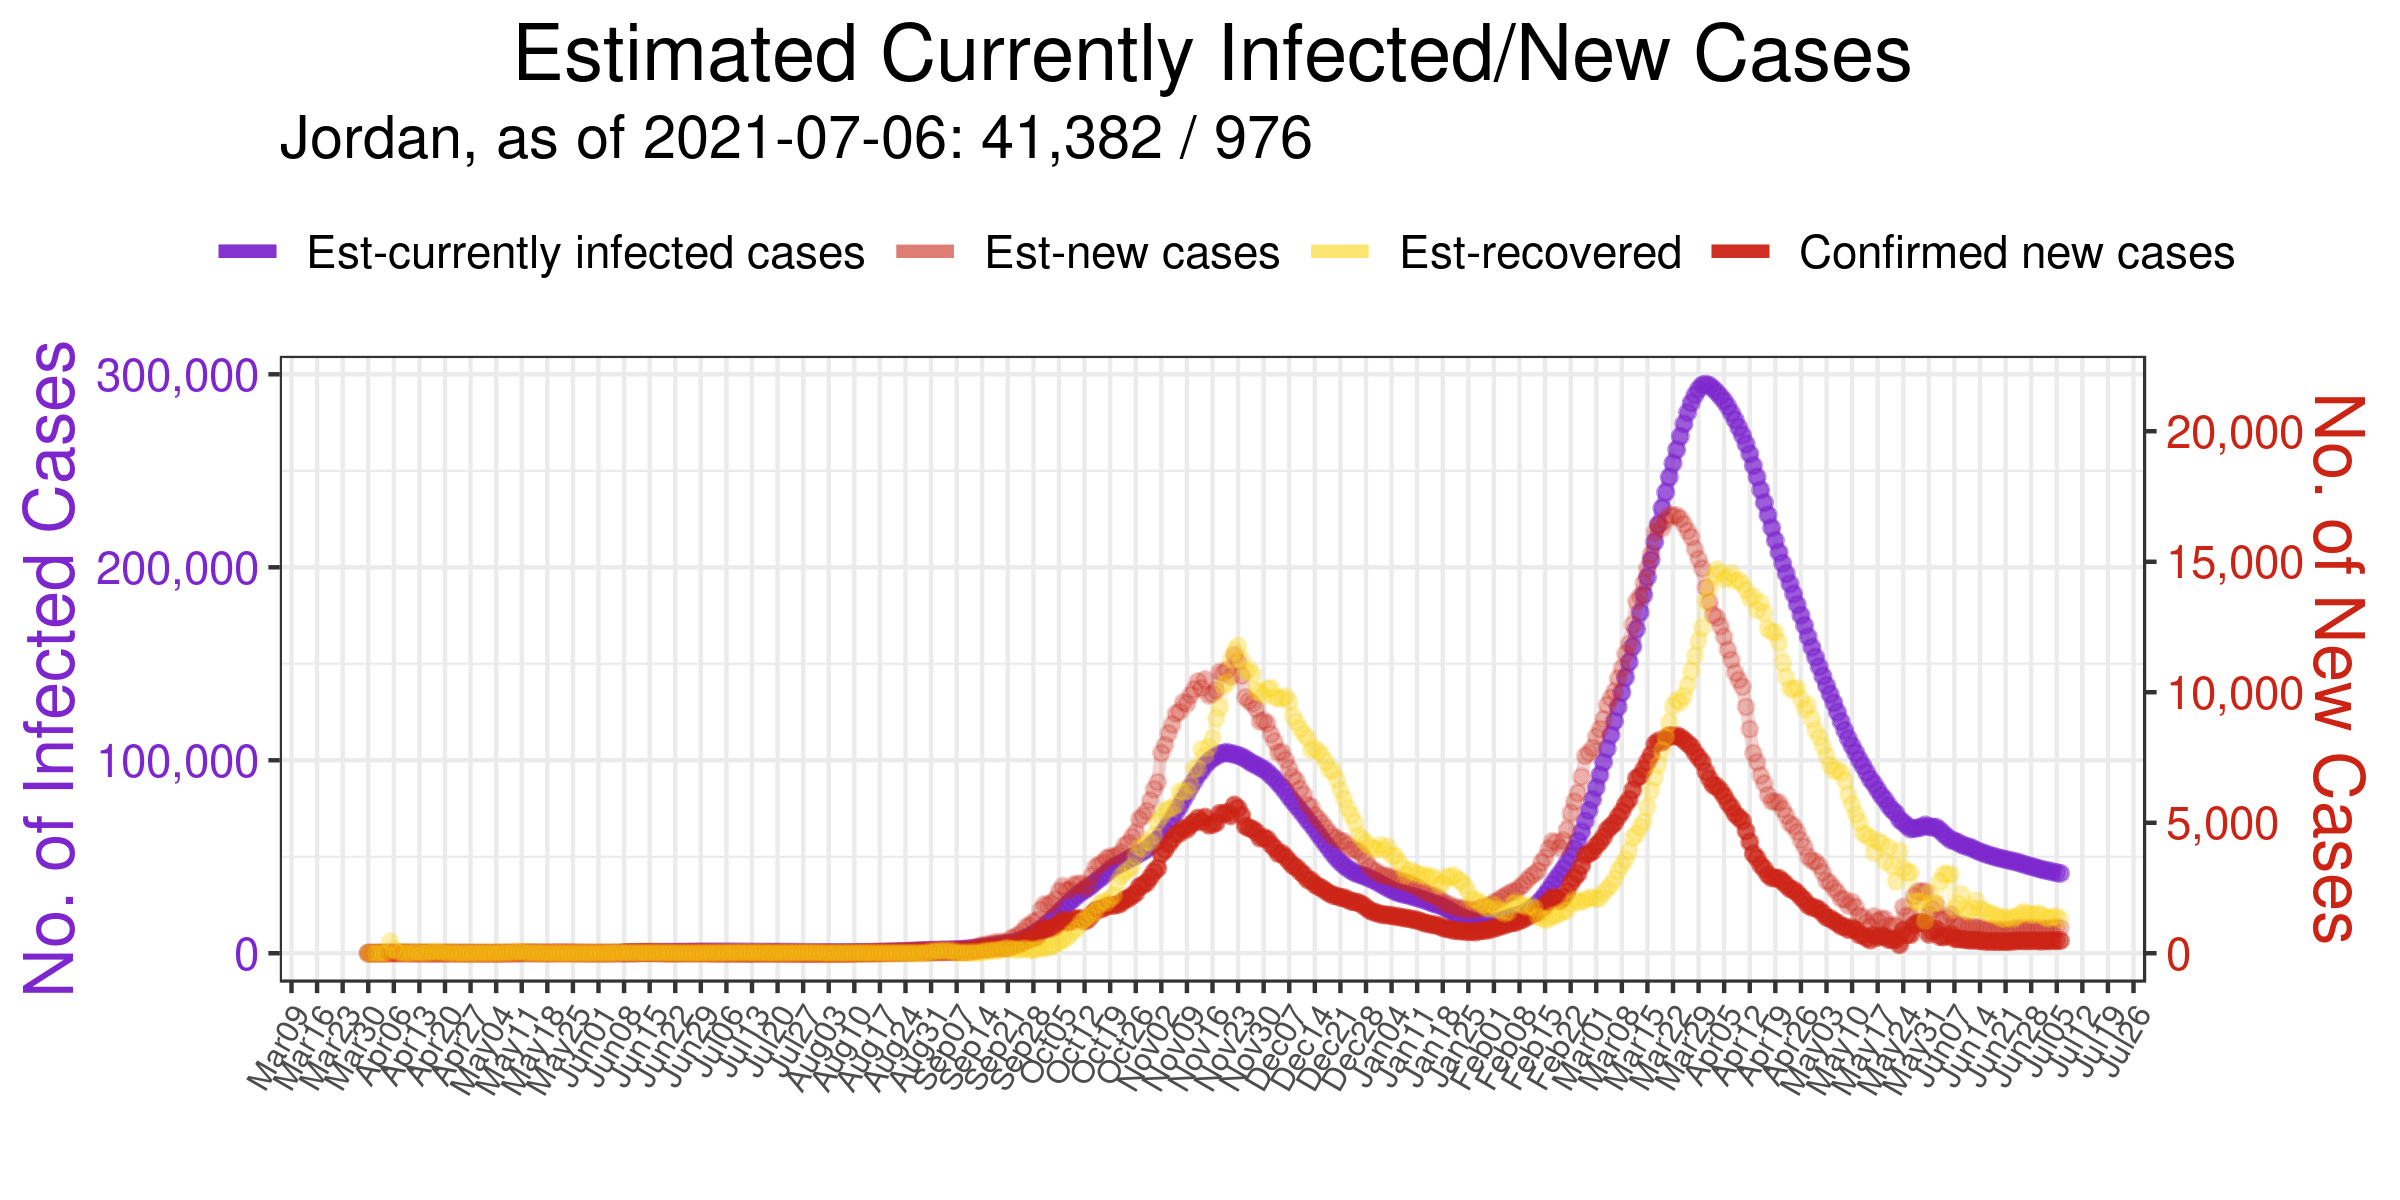 Estimated Currently Infected/New Cases
Jordan, as of 2021-07-06: 41,382 / 976
Est-currently infected cases
Est-new cases
Est-recovered
Confirmed new cases
No. of Infected Cases
300,000
200,000
100,000
0
No. of New Cases
20,000
15,000
10,000
5,000
0
Mar09
Mar16
Mar23
Mar30
Apr06
Apr13
Apr20
Apr27
May04
May11
May18
May25
Jun01
Jun08
Jun15
Jun22
Jun29
Jul06
Jul13
Jul20
Jul27
Aug03
Aug10
Aug17
Aug24
Aug31
Sep07
Sep14
Sep21
Sep28
Oct05
Oct12
Oct19
Oct26
Nov02
Nov09
Nov16
Nov23
Nov30
Dec07
Dec14
Dec21
Dec28
Jan04
Jan11
Jan18
Jan25
Feb01
Feb08
Feb15
Feb22
Mar01
Mar08
Mar15
Mar22
Mar29
Apr05
Apr12
Apr19
Apr26
May03
May10
May17
May24
May31
Jun07
Jun14
Jun21
Jun28
Jul05
Jul12
Jul19
Jul26